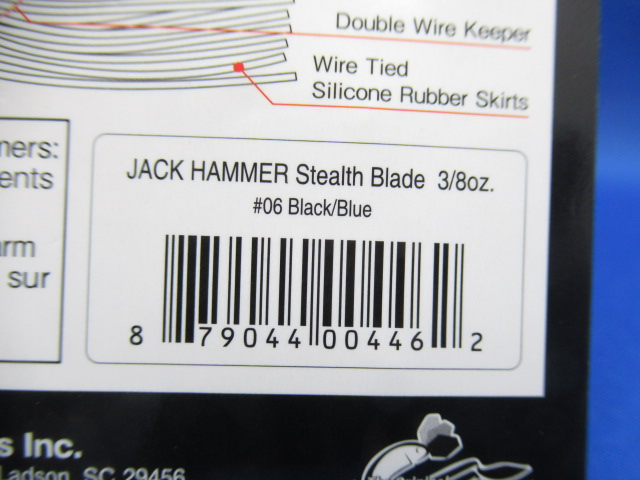 Double Wire Keeper
Wire Tied
Silicone Rubber Skirts
mers:
ents
arm
sur
JACK HAMMER Stealth Blade 3/8oz.
#06 Black/Blue
8 79044 00446 2
s Inc.
Ladson, SC 29456